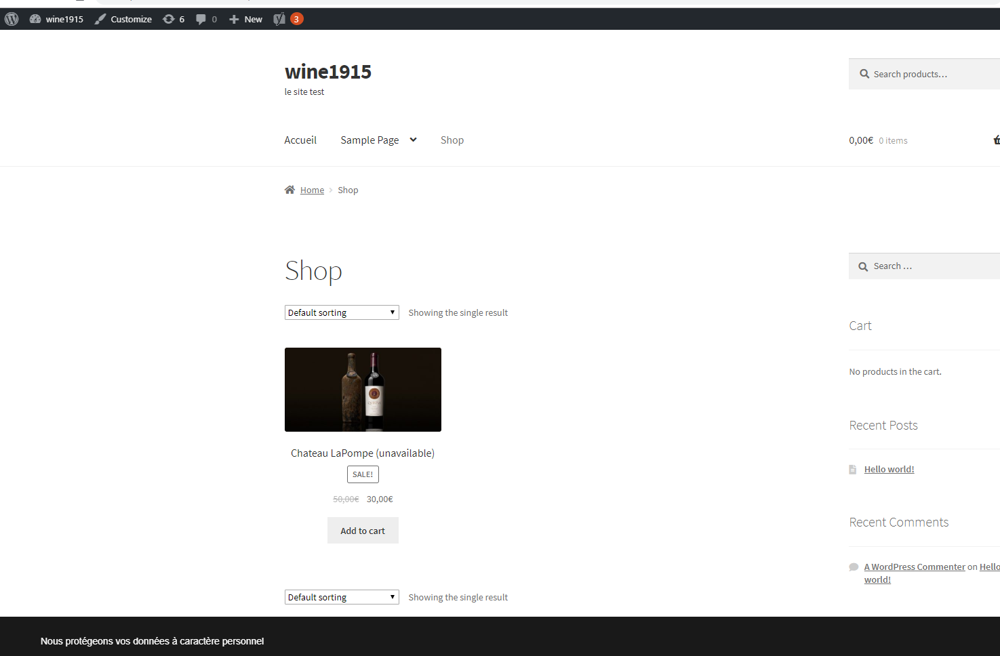 wine1915 Customize 6 0 New 3
wine1915
le site test
Search products...
Accueil Sample Page Shop
0,00€ 0 items
Home Shop
Shop
Default sorting Showing the single result
Chateau LaPompe (unavailable)
SALE!
50,00€ 30,00€
Add to cart
Default sorting Showing the single result
Search ...
Cart
No products in the cart.
Recent Posts
Hello world!
Recent Comments
A WordPress Commenter on Hello
world!
Nous protégeons vos données à caractère personnel